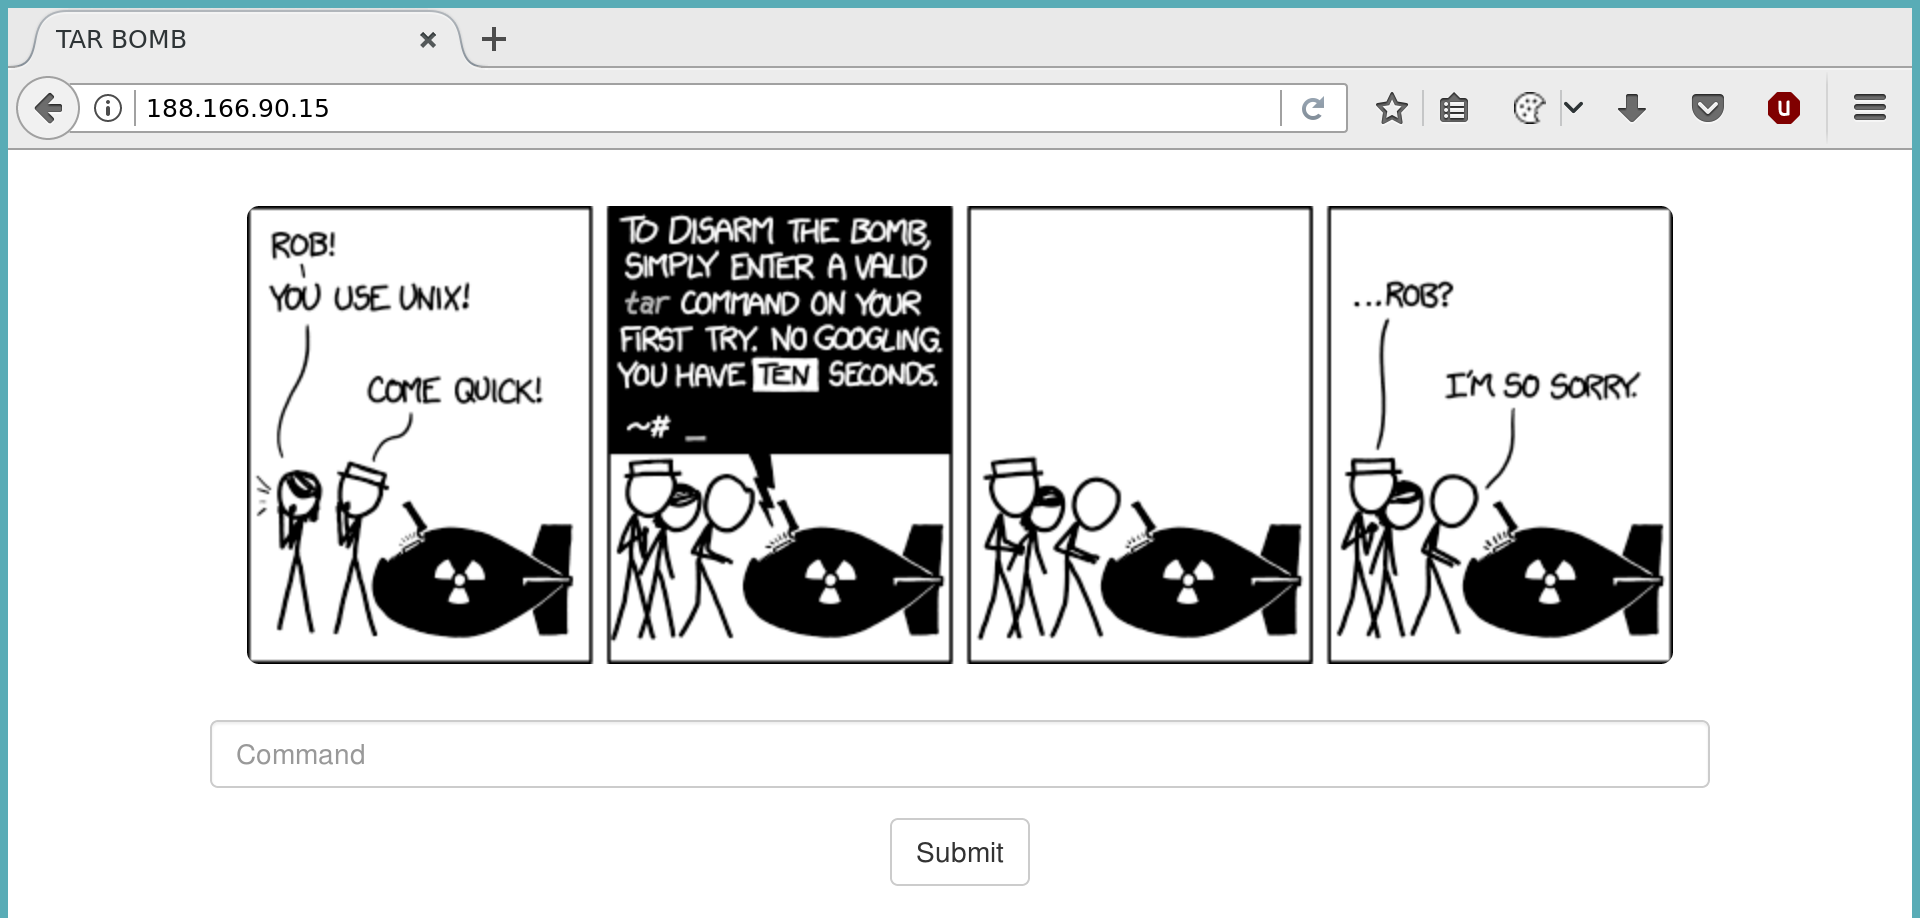 TAR BOMB
188.166.90.15
ROB!
YOU USE UNIX!
COME QUICK!
TO DISARM THE BOMB,
SIMPLY ENTER A VALID
tar COMMAND ON YOUR
FIRST TRY. NO GOOGLING.
YOU HAVE TEN SECONDS.
~# _
...ROB?
I'M SO SORRY.
Command
Submit